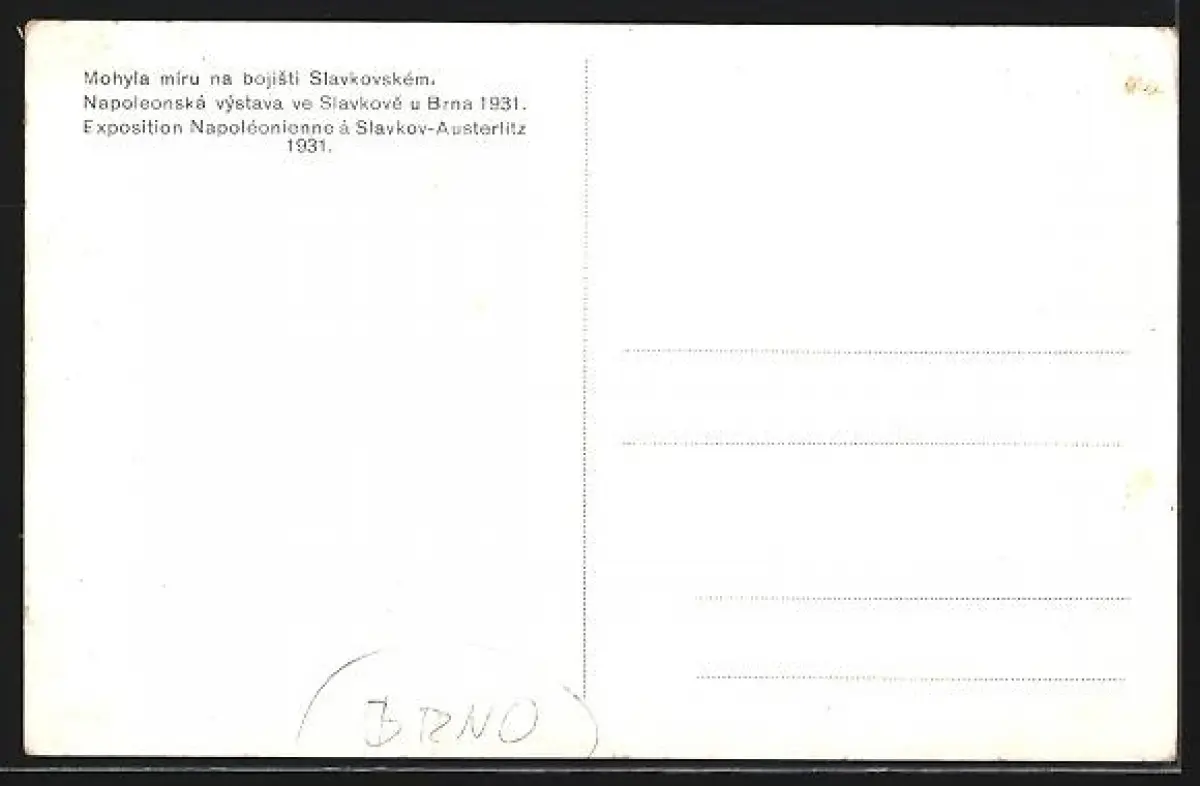 Mohyla míru na bojišti Slavkovském.
Napoleonská výstava ve Slavkově u Brna 1931.
Exposition Napoléonienne á Slavkov-Austerlitz
1931.
(BRNO)